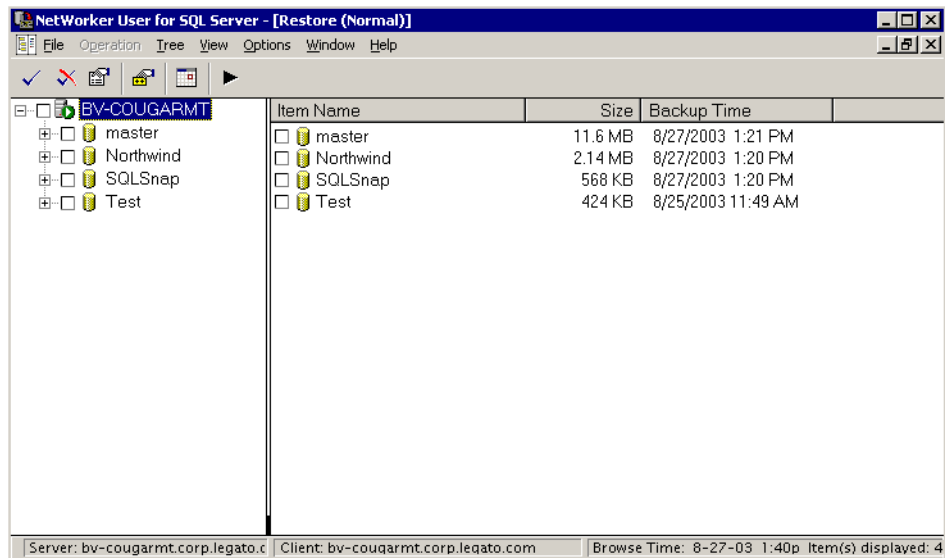 NetWorker User for SQL Server - [Restore (Normal)]
File Operation Tree View Options Window Help
BV-COUGARMT
master
Northwind
SQLSnap
Test
Item Name Size Backup Time
master 11.6 MB 8/27/2003 1:21 PM
Northwind 2.14 MB 8/27/2003 1:20 PM
SQLSnap 568 KB 8/27/2003 1:20 PM
Test 424 KB 8/25/2003 11:49 AM
Server: bv-cougarmt.corp.legato.c Client: bv-cougarmt.corp.legato.com Browse Time: 8-27-03 1:40p Item(s) displayed: 4